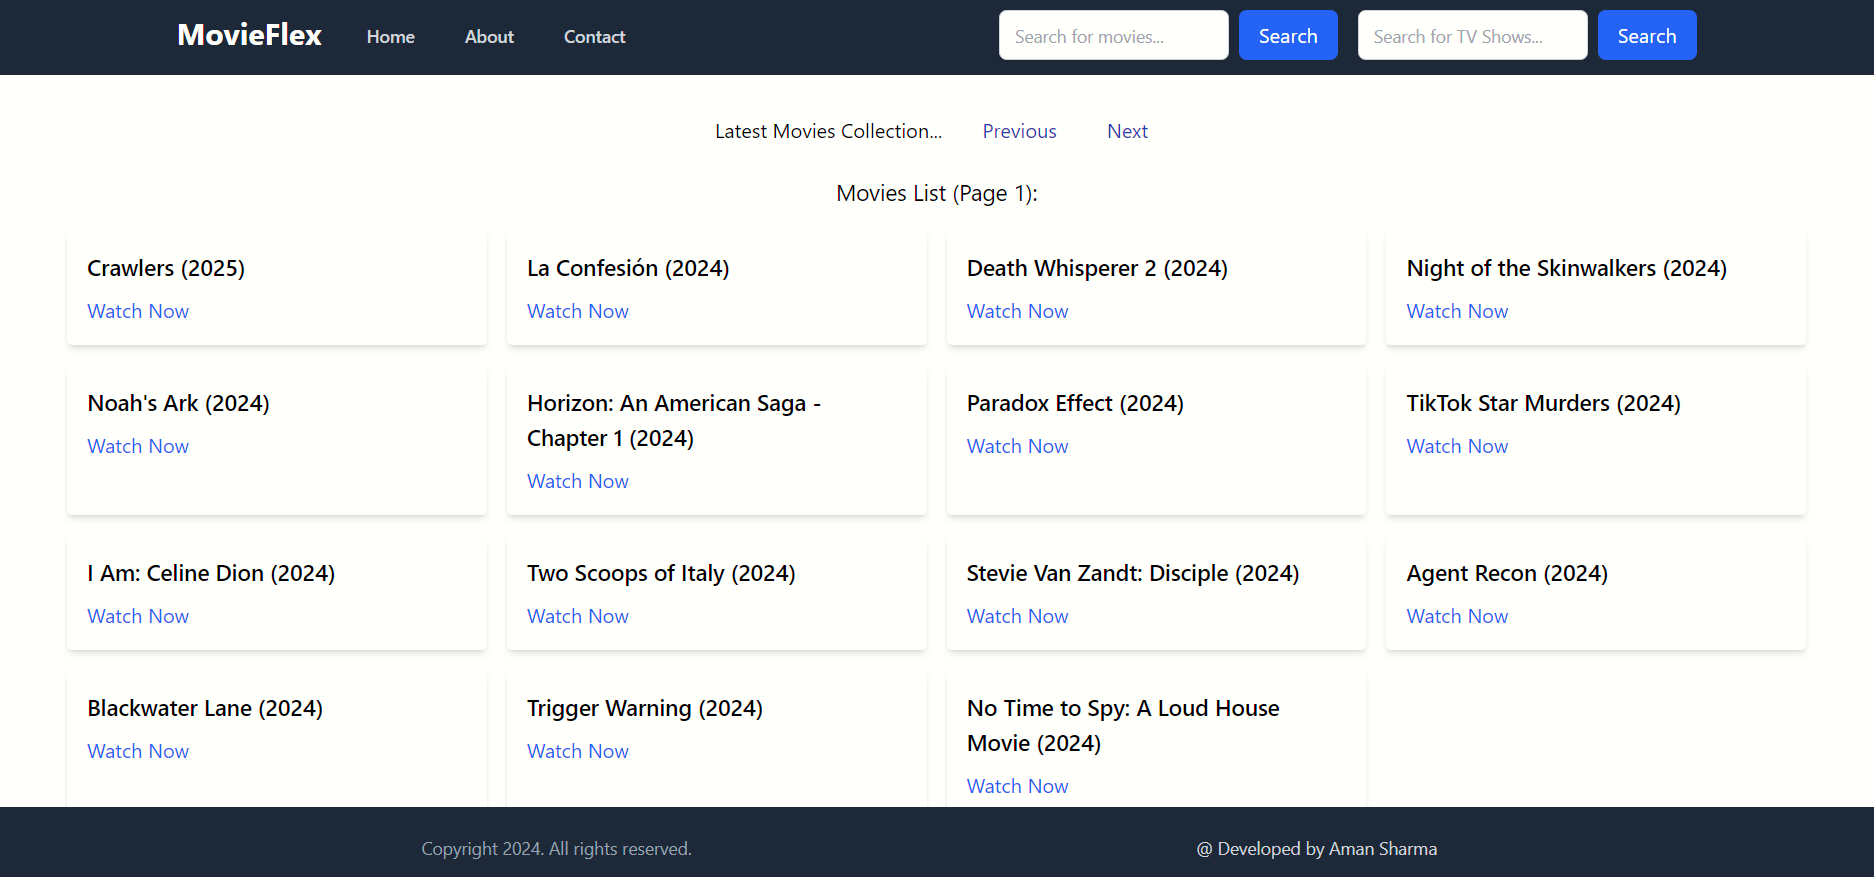 MovieFlex Home About Contact Search for movies... Search Search for TV Shows... Search
Latest Movies Collection... Previous Next
Movies List (Page 1):
Crawlers (2025)
Watch Now
La Confesión (2024)
Watch Now
Death Whisperer 2 (2024)
Watch Now
Night of the Skinwalkers (2024)
Watch Now
Noah's Ark (2024)
Watch Now
Horizon: An American Saga -
Chapter 1 (2024)
Watch Now
Paradox Effect (2024)
Watch Now
TikTok Star Murders (2024)
Watch Now
I Am: Celine Dion (2024)
Watch Now
Two Scoops of Italy (2024)
Watch Now
Stevie Van Zandt: Disciple (2024)
Watch Now
Agent Recon (2024)
Watch Now
Blackwater Lane (2024)
Watch Now
Trigger Warning (2024)
Watch Now
No Time to Spy: A Loud House
Movie (2024)
Watch Now
Copyright 2024. All rights reserved. @ Developed by Aman Sharma